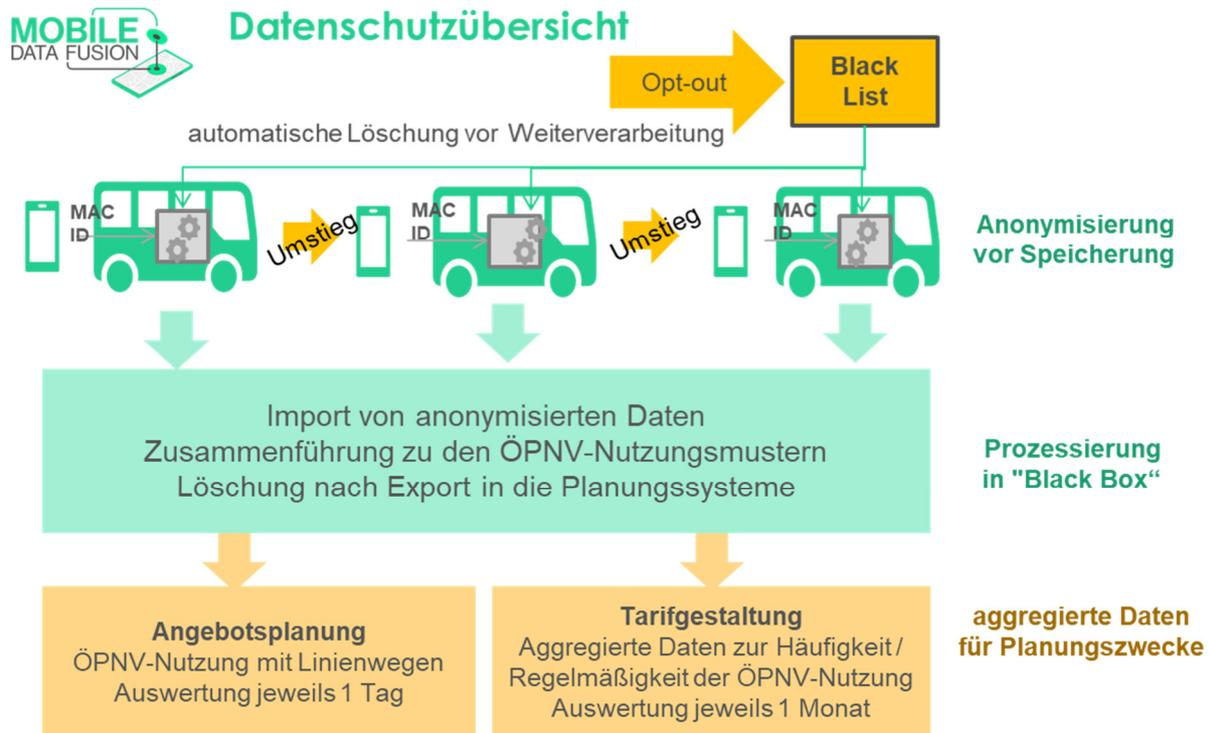 MOBILE
DATA FUSION
Datenschutzübersicht
Opt-out
Black
List
automatische Löschung vor Weiterverarbeitung
MAC
ID
Umstieg
MAC
ID
Umstieg
MAC
ID
Anonymisierung
vor Speicherung
Import von anonymisierten Daten
Zusammenführung zu den ÖPNV-Nutzungsmustern
Löschung nach Export in die Planungssysteme
Prozessierung
in "Black Box“
Angebotsplanung
ÖPNV-Nutzung mit Linienwegen
Auswertung jeweils 1 Tag
Tarifgestaltung
Aggregierte Daten zur Häufigkeit /
Regelmäßigkeit der ÖPNV-Nutzung
Auswertung jeweils 1 Monat
aggregierte Daten
für Planungszwecke